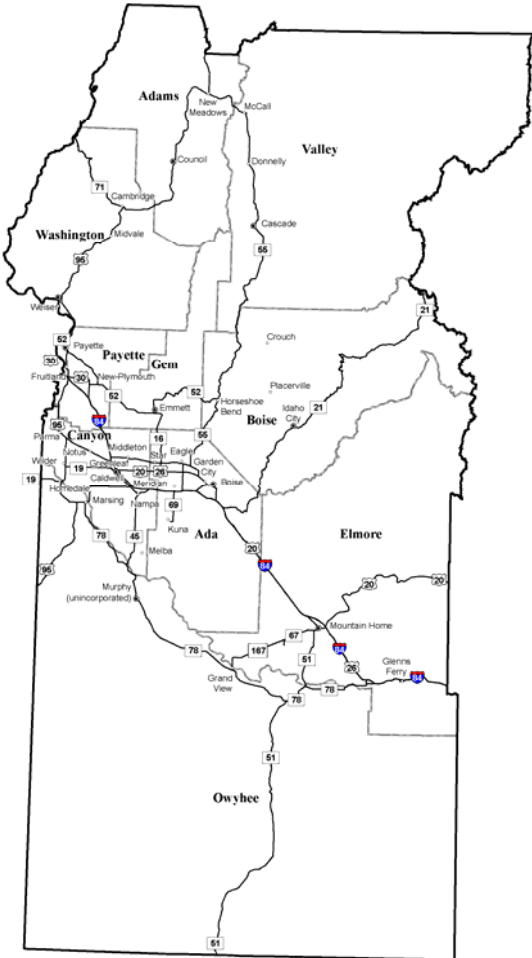 Adams
New
Meadows
McCall
Council
Donnelly
Valley
71
Cambridge
Cascade
Washington
Midvale
95
55
Weiser
21
52
Payette
Crouch
30
Payette
Gem
Fruitland
30
New Plymouth
52
52
Placerville
Emmett
Horseshoe
Bend
Idaho
City
21
Boise
84
95
Canyon
16
55
Parma
Notus
Middleton
Star
Eagle
Garden
City
Wilder
19
Greenleaf
20
26
19
Caldwell
Meridian
Boise
Homedale
Marsing
Nampa
69
78
45
Kuna
Ada
Elmore
Melba
20
95
84
20
20
Murphy
(unincorporated)
Mountain Home
67
78
167
51
84
Glenns
Ferry
26
84
Grand
View
78
78
51
Owyhee
51